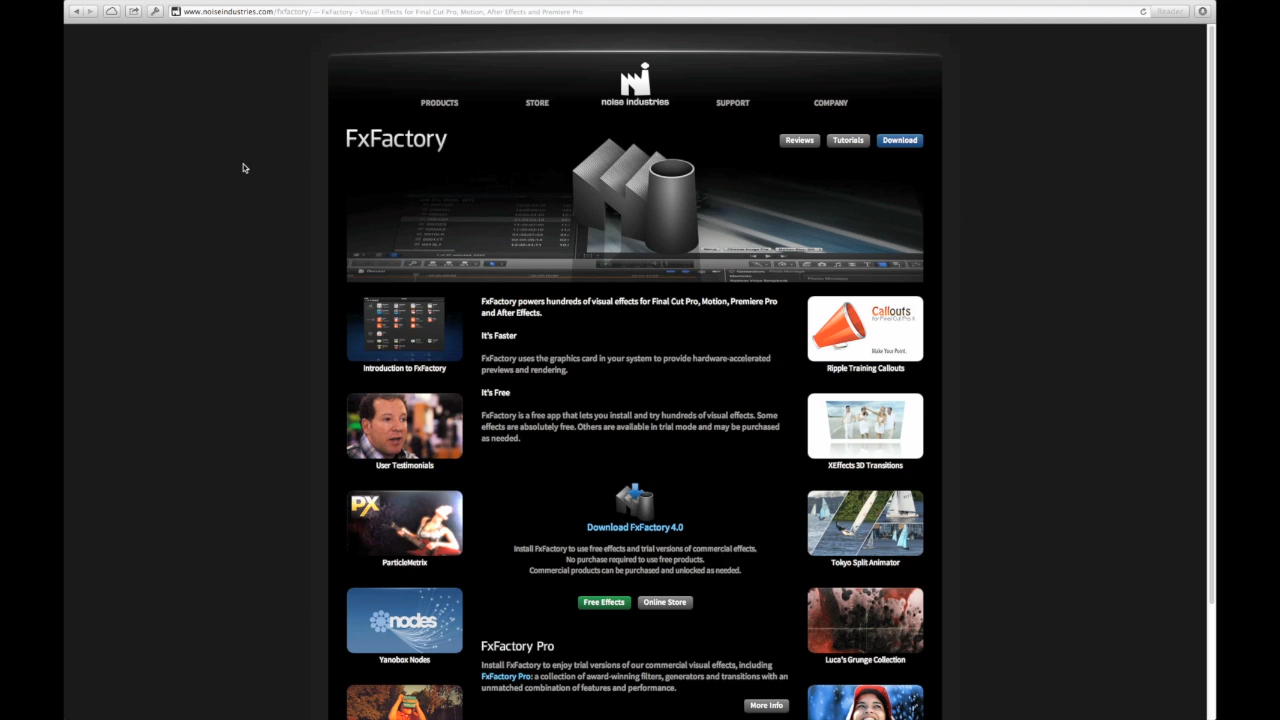 www.noiseindustries.com/fxfactory/ — FxFactory - Visual Effects for Final Cut Pro, Motion, After Effects and Premiere Pro
Reader
noise industries
PRODUCTS
STORE
SUPPORT
COMPANY
FxFactory
Reviews
Tutorials
Download
Introduction to FxFactory
User Testimonials
PX
ParticleMetrix
nodes
Yanobox Nodes
FxFactory powers hundreds of visual effects for Final Cut Pro, Motion, Premiere Pro
and After Effects.
It's Faster
FxFactory uses the graphics card in your system to provide hardware-accelerated
previews and rendering.
It's Free
FxFactory is a free app that lets you install and try hundreds of visual effects. Some
effects are absolutely free. Others are available in trial mode and may be purchased
as needed.
Download FxFactory 4.0
Install FxFactory to use free effects and trial versions of commercial effects.
No purchase required to use free products.
Commercial products can be purchased and unlocked as needed.
Free Effects
Online Store
FxFactory Pro
Install FxFactory to enjoy trial versions of our commercial visual effects, including
FxFactory Pro: a collection of award-winning filters, generators and transitions with an
unmatched combination of features and performance.
More Info
Callouts
for Final Cut Pro X
Make Your Point.
Ripple Training Callouts
XEffects 3D Transitions
Tokyo Split Animator
Luca's Grunge Collection